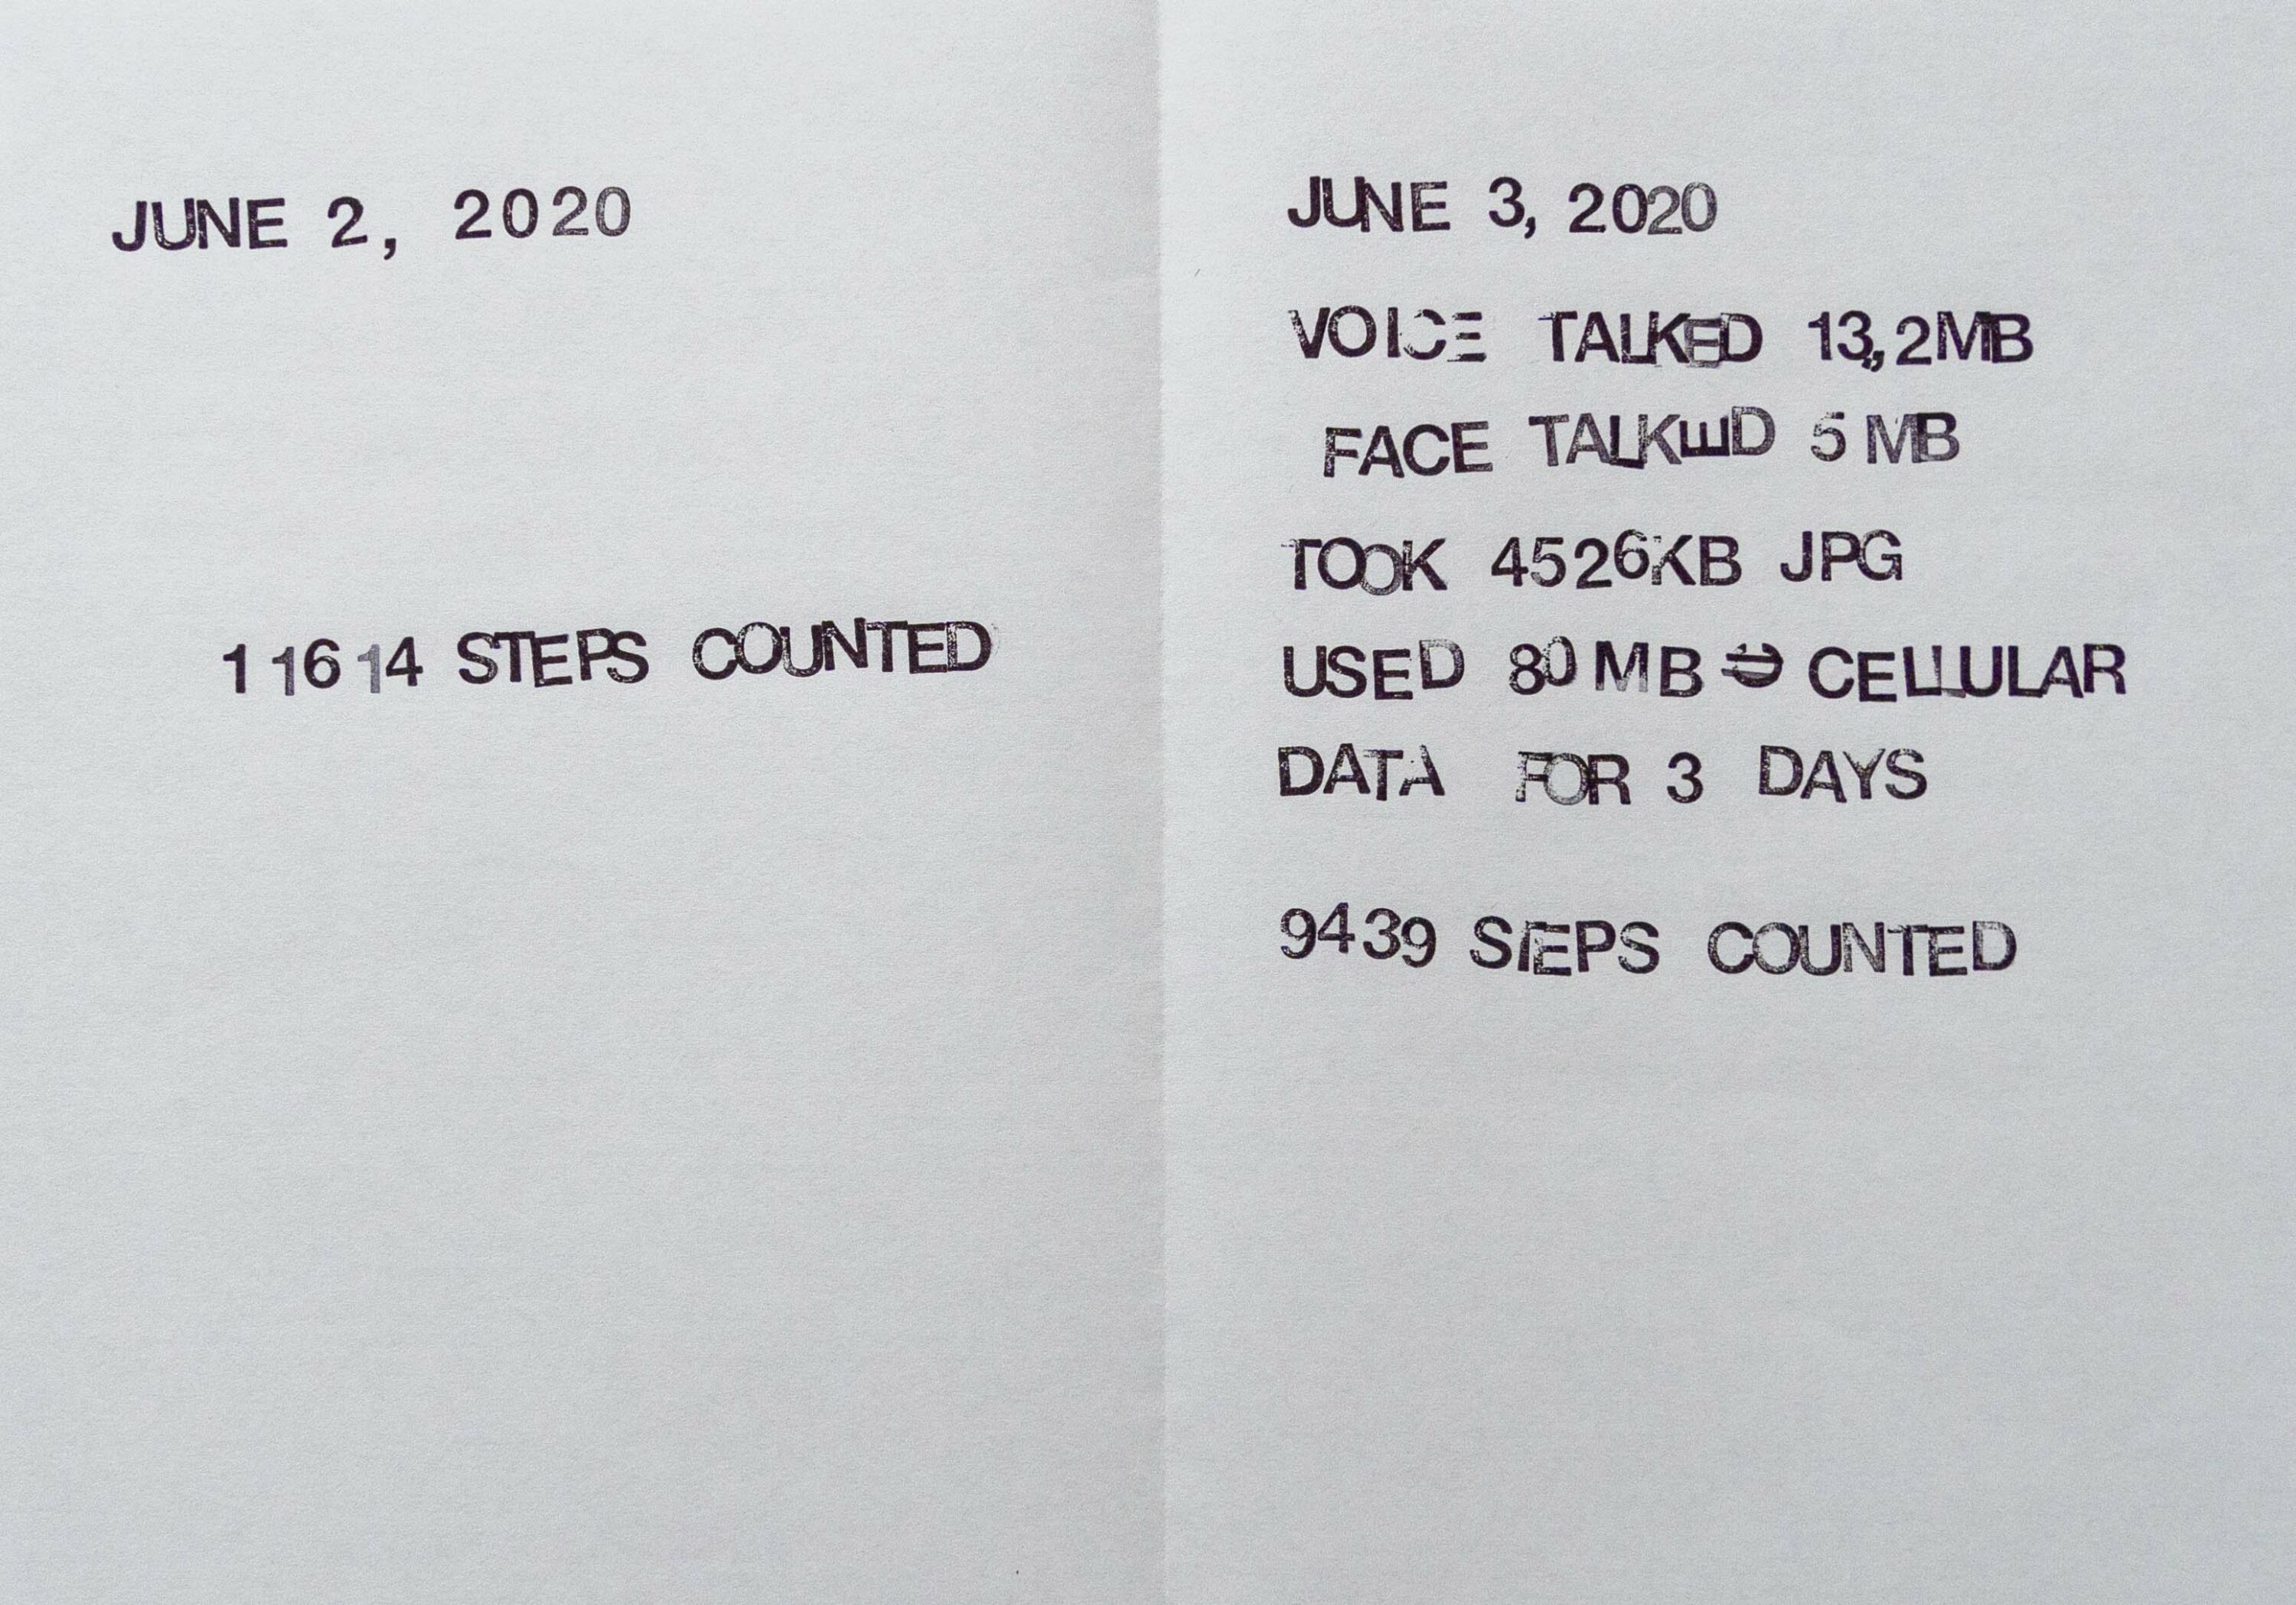 JUNE 2, 2020
11614 STEPS COUNTED
JUNE 3, 2020
VOICE TALKED 13,2MB
FACE TALKED 5 MB
TOOK 4526KB JPG
USED 80 MB CELLULAR
DATA FOR 3 DAYS
9439 STEPS COUNTED